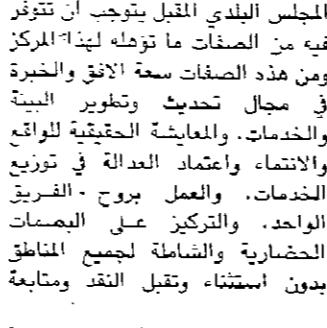 المجلس البلدي المقبل يتوجب ان تتوفر
فيه من الصفات ما تؤهله لهذا المركز
ومن هذه الصفات سعة الافق والخبرة
في مجال تحديث وتطوير البيئة
والخدمات. والمعايشة الحقيقية للواقع
والانتماء واعتماد العدالة في توزيع
الخدمات. والعمل بروح الفريق
الواحد. والتركيز على البصمات
الحضارية والشاملة لجميع المناطق
بدون استثناء وتقبل النقد ومتابعة